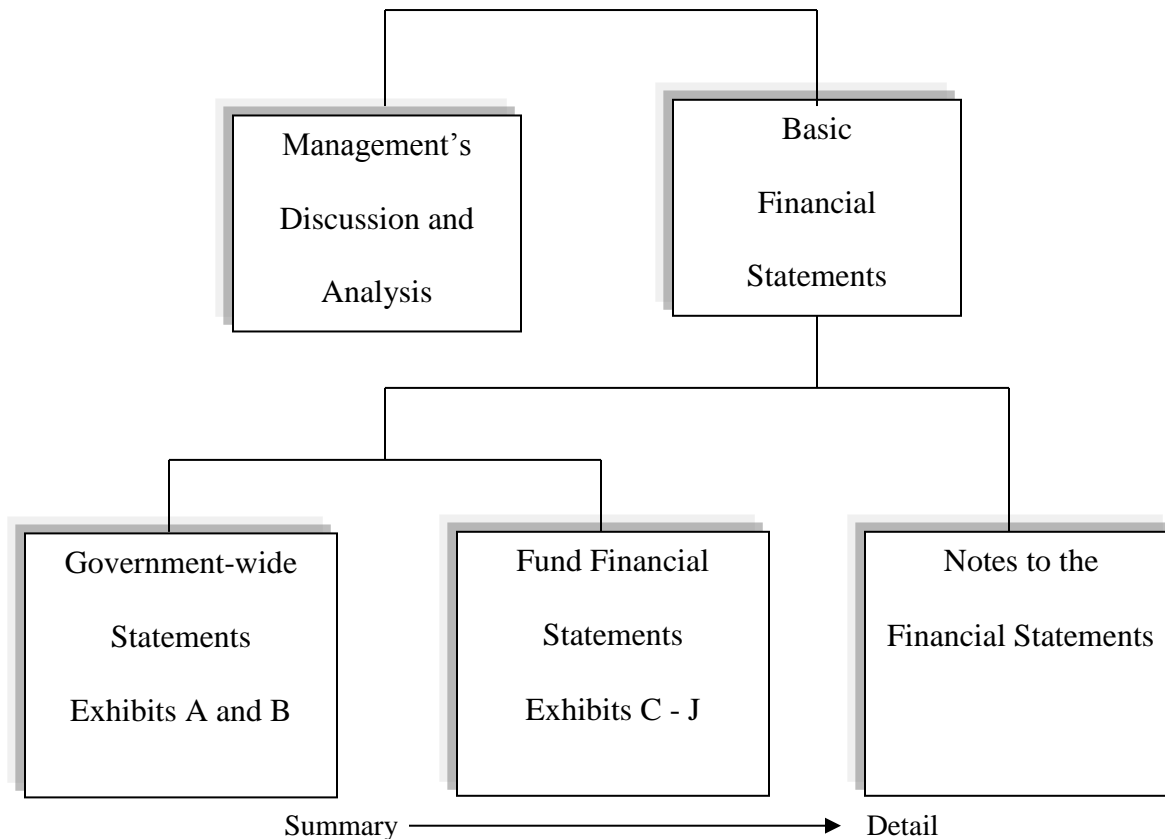 Management’s
Discussion and
Analysis
Basic
Financial
Statements
Government-wide
Statements
Exhibits A and B
Fund Financial
Statements
Exhibits C - J
Notes to the
Financial Statements
Summary
Detail